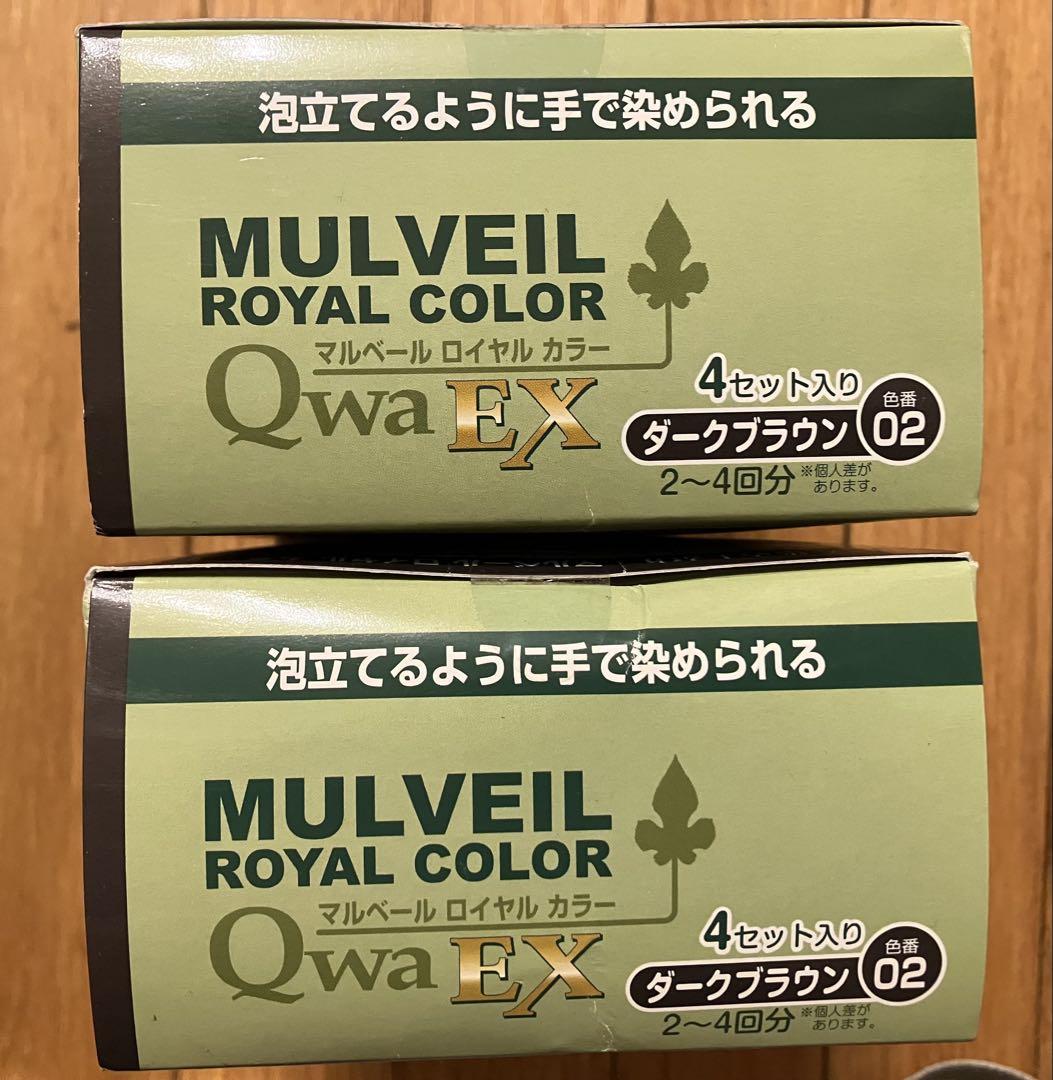 泡立てるように手で染められる
MULVEIL
ROYAL COLOR
マルベール ロイヤル カラー
Qwa EX
4セット入り
ダークブラウン 色番 02
2〜4回分 ※個人差が
あります。
泡立てるように手で染められる
MULVEIL
ROYAL COLOR
マルベール ロイヤル カラー
Qwa EX
4セット入り
ダークブラウン 色番 02
2〜4回分 ※個人差が
あります。